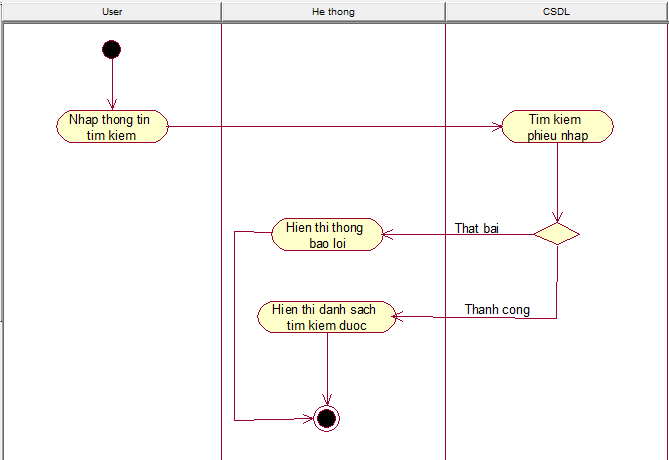 User
He thong
CSDL
Nhap thong tin
tim kiem
Tim kiem
phieu nhap
Hien thi thong
bao loi
That bai
Hien thi danh sach
tim kiem duoc
Thanh cong